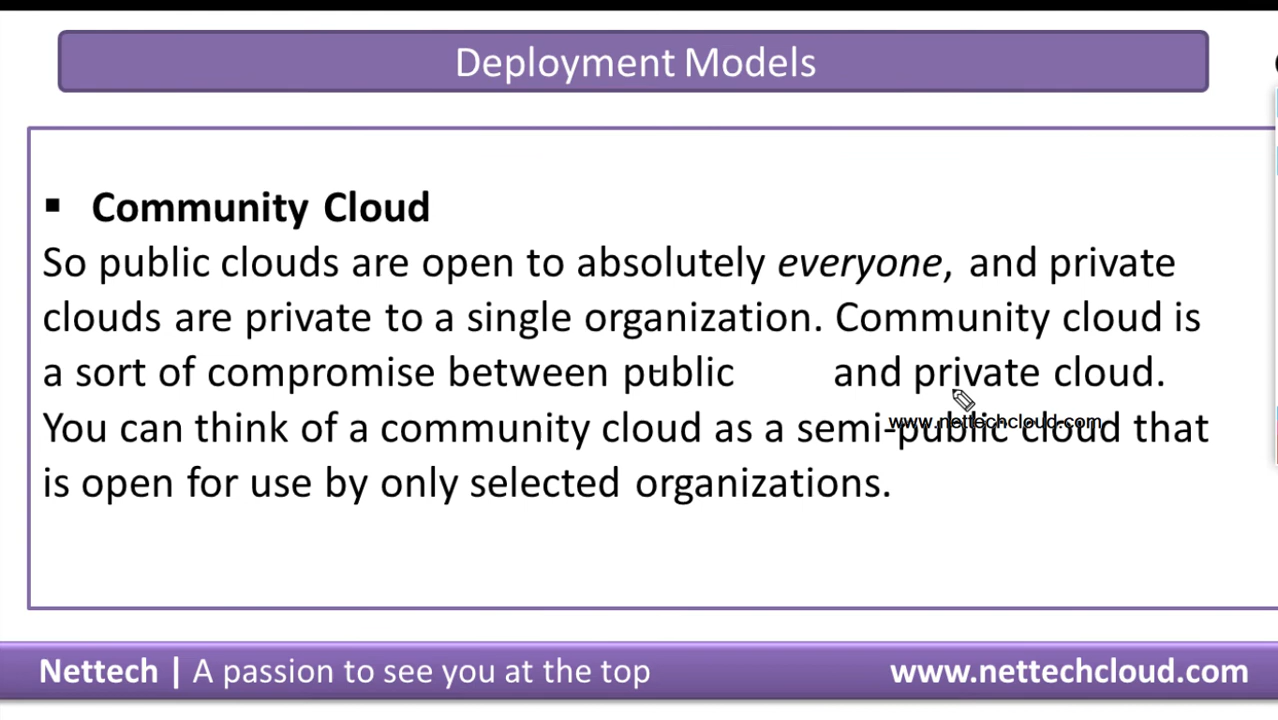 Deployment Models
▪ Community Cloud
So public clouds are open to absolutely everyone, and private
clouds are private to a single organization. Community cloud is
a sort of compromise between public and private cloud.
www.nettechcloud.com
You can think of a community cloud as a semi-public cloud that
is open for use by only selected organizations.
Nettech | A passion to see you at the top
www.nettechcloud.com